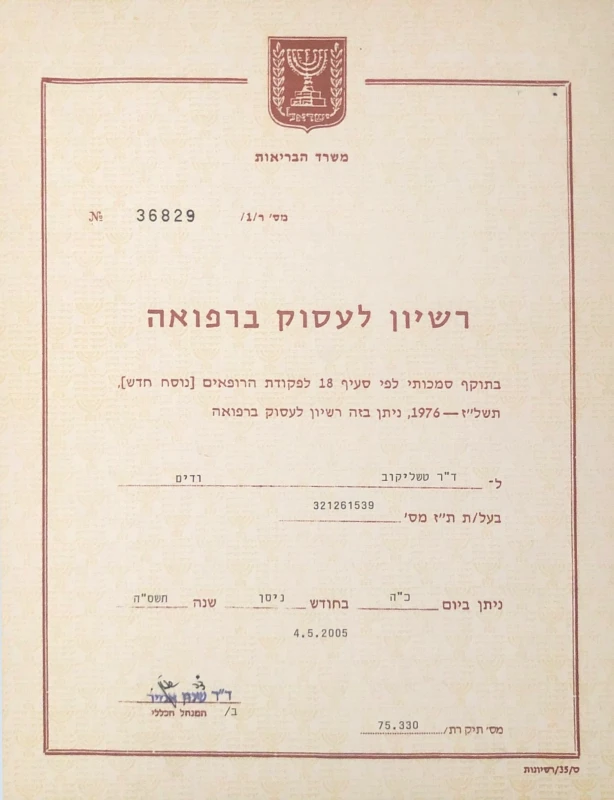 ישראל
משרד הבריאות
מס׳ ר/1/ 36829 №
רשיון לעסוק ברפואה
בתוקף סמכותי לפי סעיף 18 לפקודת הרופאים [נוסח חדש],
תשל״ז — 1976, ניתן בזה רשיון לעסוק ברפואה
ל־ ד"ר טשליקוב ודים
בעל/ת ת״ז מס׳ 321261539
ניתן ביום כ"ה בחודש ניסן שנה תשס"ה
4.5.2005
ד"ר
ב/ המנהל הכללי
מס׳ תיק רת/ 75.330
ס/35/רשיונות